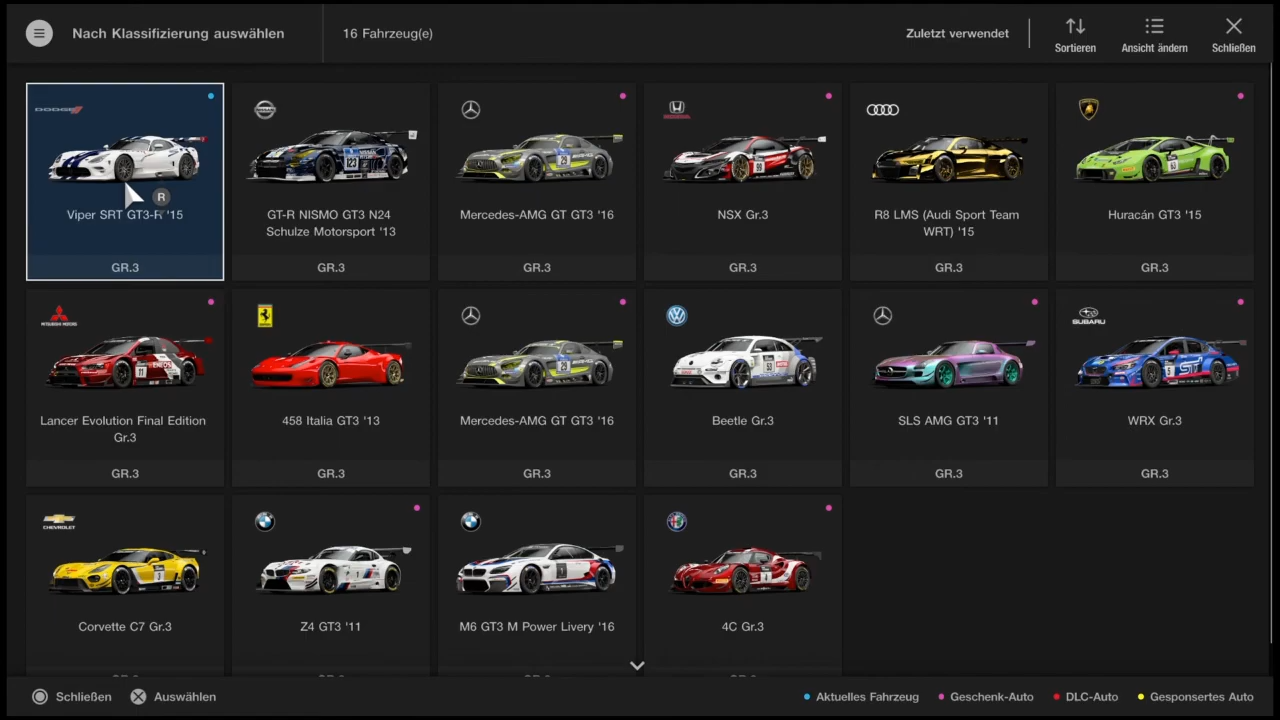 Nach Klassifizierung auswählen
16 Fahrzeug(e)
Zuletzt verwendet
Sortieren
Ansicht ändern
Schließen
DODGE
R
Viper SRT GT3-R '15
GR.3
GT-R NISMO GT3 N24
Schulze Motorsport '13
GR.3
Mercedes-AMG GT GT3 '16
GR.3
HONDA
NSX Gr.3
GR.3
R8 LMS (Audi Sport Team
WRT) '15
GR.3
Huracán GT3 '15
GR.3
MITSUBISHI MOTORS
Lancer Evolution Final Edition
Gr.3
GR.3
458 Italia GT3 '13
GR.3
Mercedes-AMG GT GT3 '16
GR.3
Beetle Gr.3
GR.3
SLS AMG GT3 '11
GR.3
SUBARU
WRX Gr.3
GR.3
CHEVROLET
Corvette C7 Gr.3
Z4 GT3 '11
M6 GT3 M Power Livery '16
4C Gr.3
Schließen
Auswählen
Aktuelles Fahrzeug
Geschenk-Auto
DLC-Auto
Gesponsertes Auto